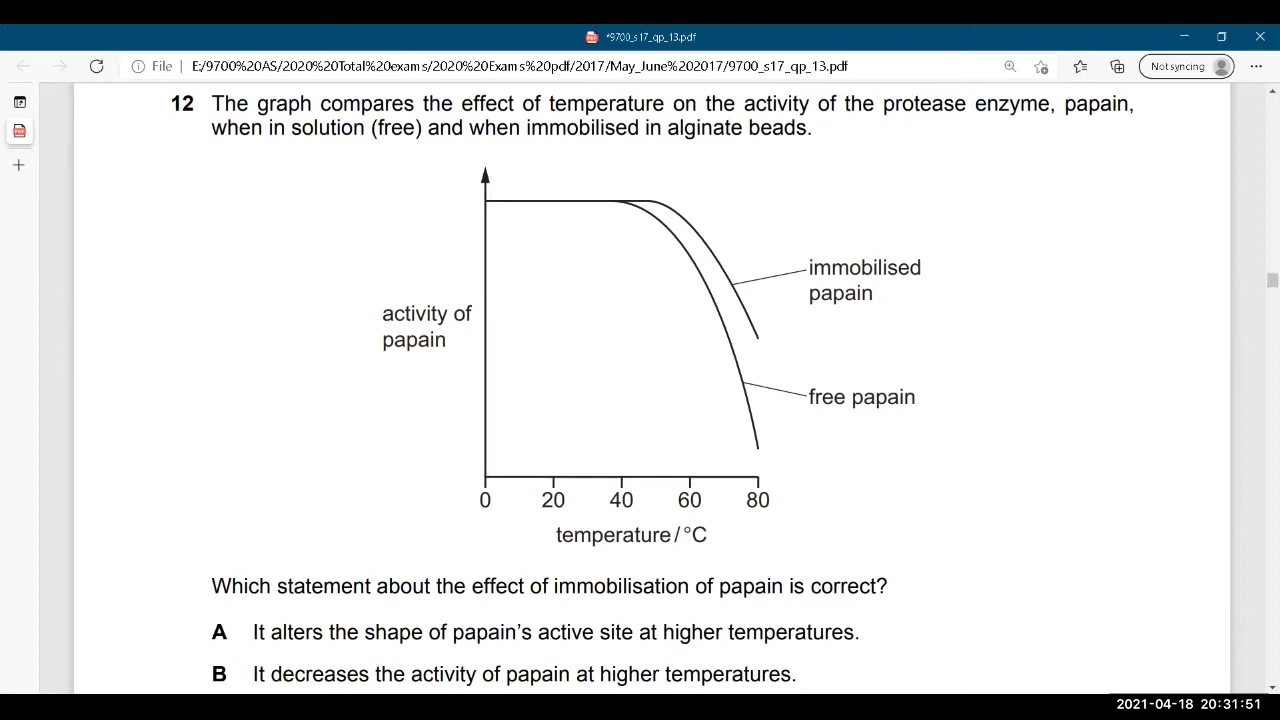 *9700_s17_qp_13.pdf
File | E:/9700%20AS/2020%20Total%20exams/2020%20Exams%20pdf/2017/May_June%202017/9700_s17_qp_13.pdf
Not syncing
12 The graph compares the effect of temperature on the activity of the protease enzyme, papain,
when in solution (free) and when immobilised in alginate beads.
immobilised
papain
activity of
papain
free papain
0 20 40 60 80
temperature / °C
Which statement about the effect of immobilisation of papain is correct?
A It alters the shape of papain’s active site at higher temperatures.
B It decreases the activity of papain at higher temperatures.
2021-04-18 20:31:51